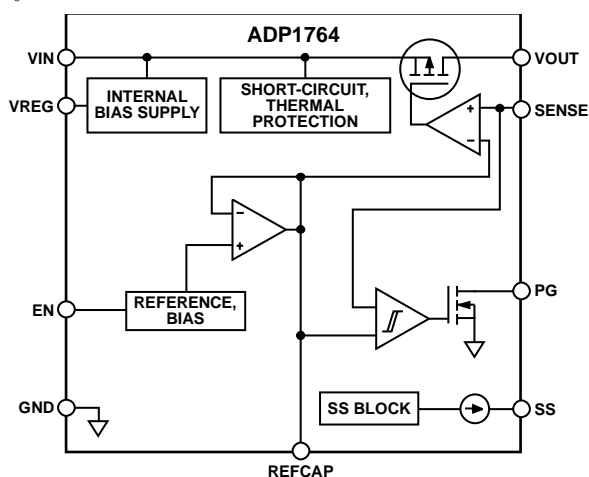 ADP1764
VIN
VOUT
VREG
INTERNAL
BIAS SUPPLY
SHORT-CIRCUIT,
THERMAL
PROTECTION
+
−
SENSE
−
+
EN
REFERENCE,
BIAS
PG
GND
SS BLOCK
SS
REFCAP